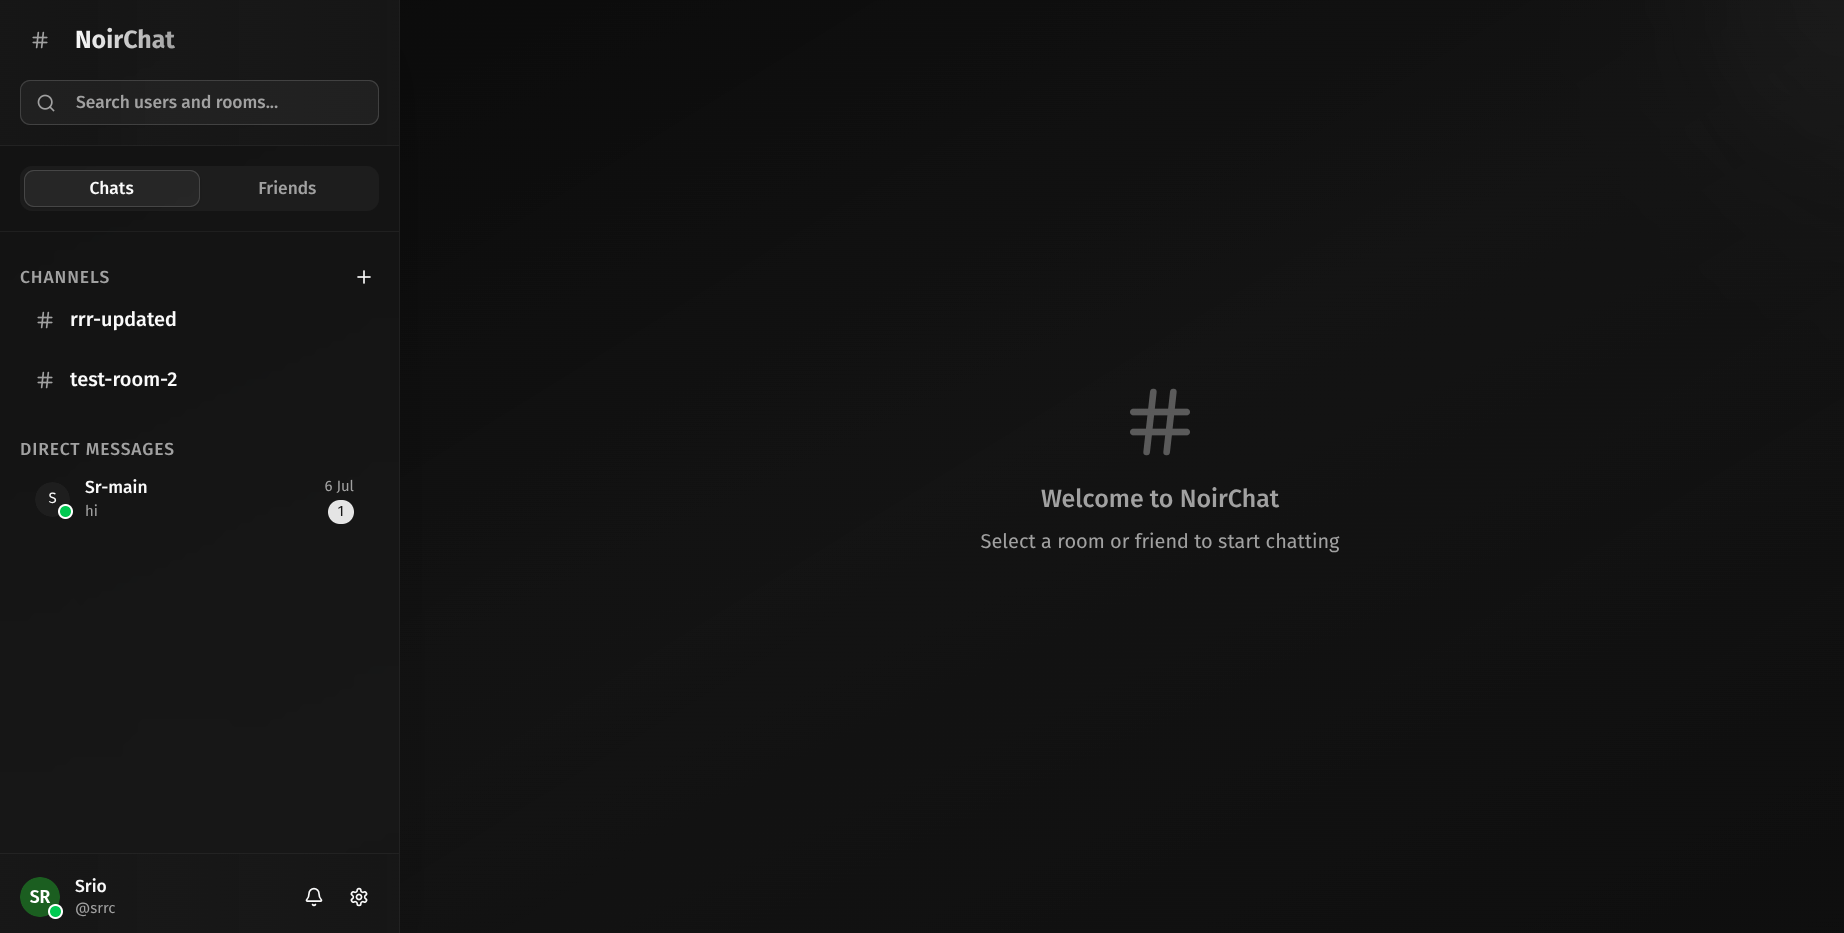 # NoirChat
Search users and rooms...
Chats Friends
CHANNELS +
# rrr-updated
# test-room-2
DIRECT MESSAGES
S Sr-main 6 Jul
hi 1
#
Welcome to NoirChat
Select a room or friend to start chatting
SR Srio
@srrc